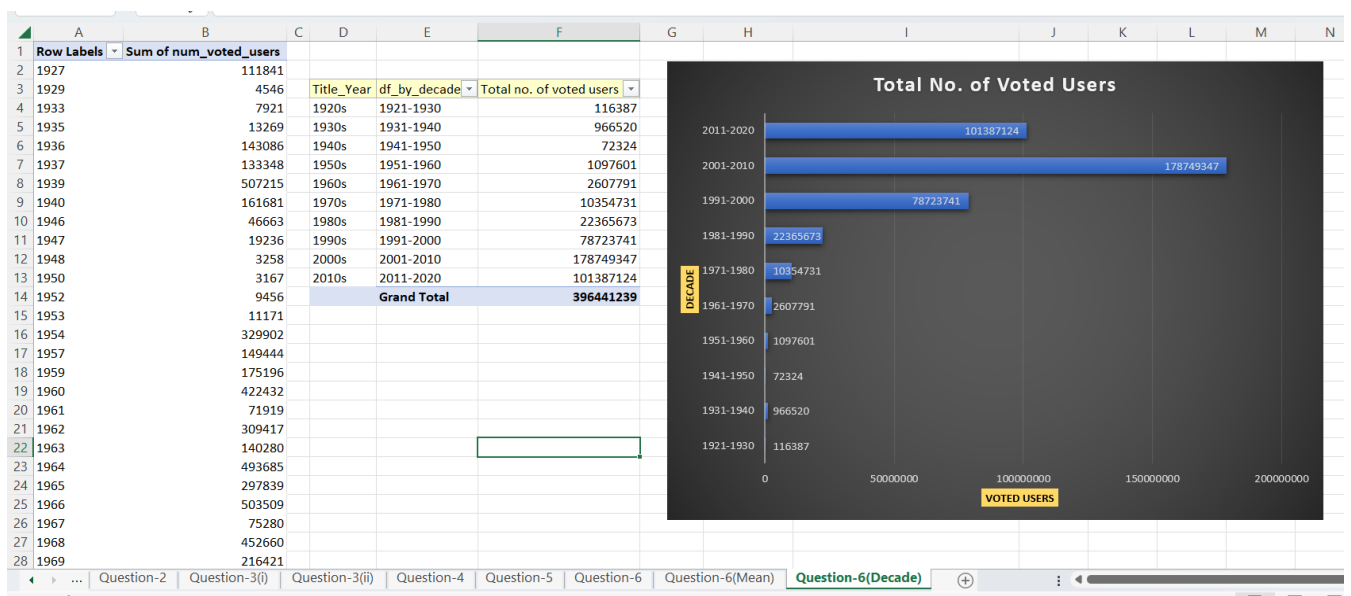 A B C D E F G H I J K L M N
1 Row Labels Sum of num_voted_users
2 1927 111841
3 1929 4546 Title_Year df_by_decade Total no. of voted users
4 1933 7921 1920s 1921-1930 116387
5 1935 13269 1930s 1931-1940 966520
6 1936 143086 1940s 1941-1950 72324
7 1937 133348 1950s 1951-1960 1097601
8 1939 507215 1960s 1961-1970 2607791
9 1940 161681 1970s 1971-1980 10354731
10 1946 46663 1980s 1981-1990 22365673
11 1947 19236 1990s 1991-2000 78723741
12 1948 3258 2000s 2001-2010 178749347
13 1950 3167 2010s 2011-2020 101387124
14 1952 9456 Grand Total 396441239
15 1953 11171
16 1954 329902
17 1957 149444
18 1959 175196
19 1960 422432
20 1961 71919
21 1962 309417
22 1963 140280
23 1964 493685
24 1965 297839
25 1966 503509
26 1967 75280
27 1968 452660
28 1969 216421
Total No. of Voted Users
2011-2020 101387124
2001-2010 178749347
1991-2000 78723741
1981-1990 22365673
1971-1980 10354731
1961-1970 2607791
1951-1960 1097601
1941-1950 72324
1931-1940 966520
1921-1930 116387
DECADE
0 50000000 100000000 150000000 200000000
VOTED USERS
... Question-2 Question-3(i) Question-3(ii) Question-4 Question-5 Question-6 Question-6(Mean) Question-6(Decade)